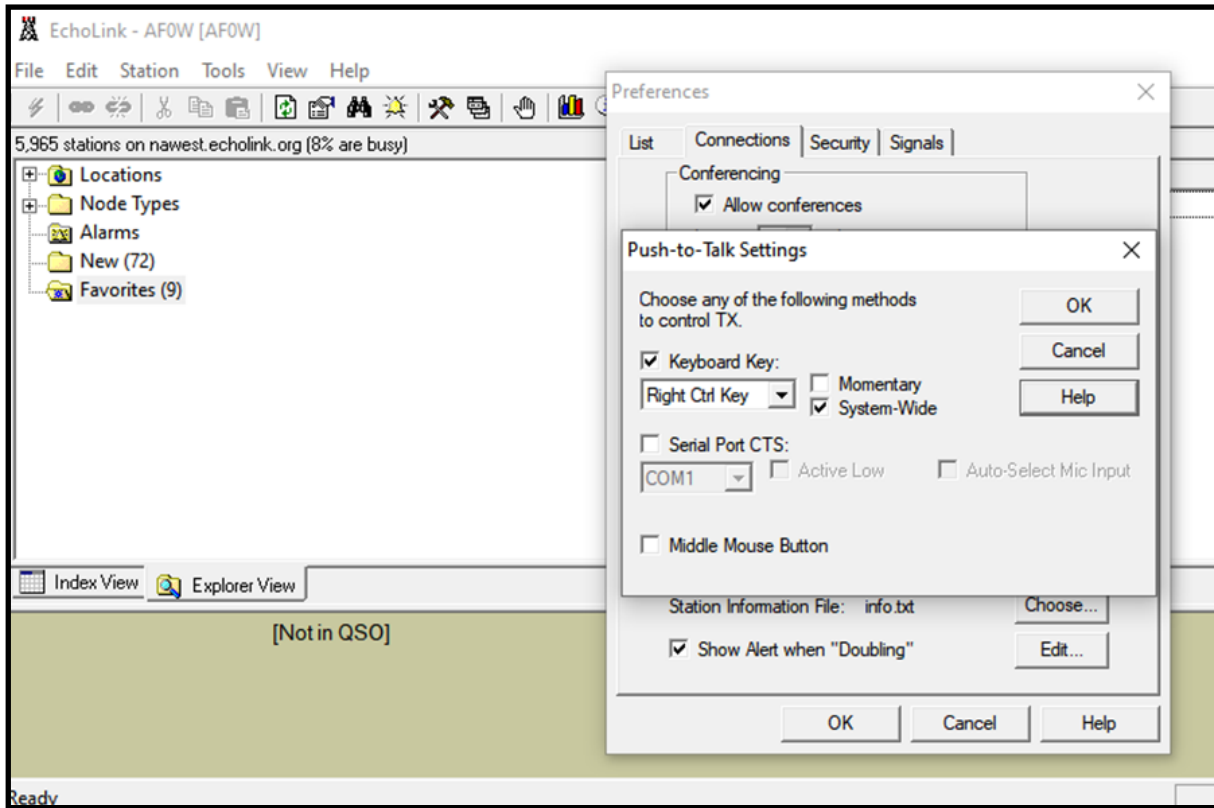 EchoLink - AF0W [AF0W]
File Edit Station Tools View Help
5,965 stations on nawest.echolink.org (8% are busy)
Locations
Node Types
Alarms
New (72)
Favorites (9)
Index View Explorer View
[Not in QSO]
Ready
Preferences
List Connections Security Signals
Conferencing
Allow conferences
Push-to-Talk Settings
Choose any of the following methods
to control TX.
OK
Cancel
Help
Keyboard Key:
Right Ctrl Key
Momentary
System-Wide
Serial Port CTS:
COM1
Active Low
Auto-Select Mic Input
Middle Mouse Button
Station Information File: info.txt Choose...
Show Alert when "Doubling" Edit...
OK Cancel Help